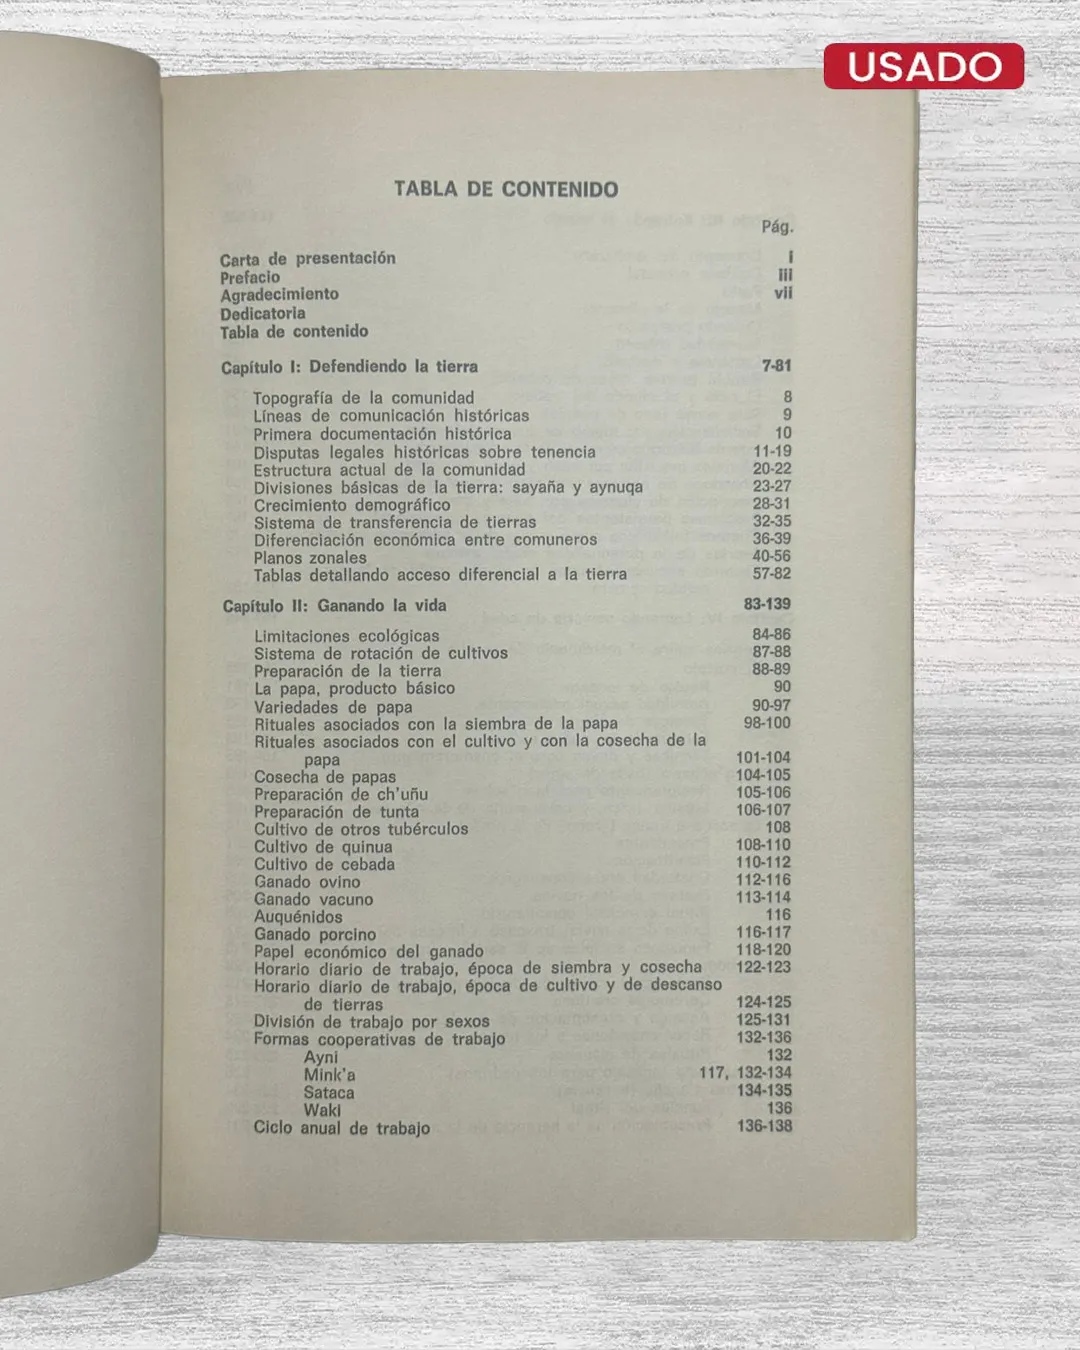 USADO
TABLA DE CONTENIDO
Pág.
Carta de presentación i
Prefacio iii
Agradecimiento vii
Dedicatoria
Tabla de contenido
Capítulo I: Defendiendo la tierra 7-81
Topografía de la comunidad 8
Líneas de comunicación históricas 9
Primera documentación histórica 10
Disputas legales históricas sobre tenencia 11-19
Estructura actual de la comunidad 20-22
Divisiones básicas de la tierra: sayaña y aynuqa 23-27
Crecimiento demográfico 28-31
Sistema de transferencia de tierras 32-35
Diferenciación económica entre comuneros 36-39
Planos zonales 40-56
Tablas detallando acceso diferencial a la tierra 57-82
Capítulo II: Ganando la vida 83-139
Limitaciones ecológicas 84-86
Sistema de rotación de cultivos 87-88
Preparación de la tierra 88-89
La papa, producto básico 90
Variedades de papa 90-97
Rituales asociados con la siembra de la papa 98-100
Rituales asociados con el cultivo y con la cosecha de la
papa 101-104
Cosecha de papas 104-105
Preparación de ch'uñu 105-106
Preparación de tunta 106-107
Cultivo de otros tubérculos 108
Cultivo de quinua 108-110
Cultivo de cebada 110-112
Ganado ovino 112-116
Ganado vacuno 113-114
Auquénidos 116
Ganado porcino 116-117
Papel económico del ganado 118-120
Horario diario de trabajo, época de siembra y cosecha 122-123
Horario diario de trabajo, época de cultivo y de descanso
de tierras 124-125
División de trabajo por sexos 125-131
Formas cooperativas de trabajo 132-136
Ayni 132
Mink'a 117, 132-134
Sataca 134-135
Waki 136
Ciclo anual de trabajo 136-138